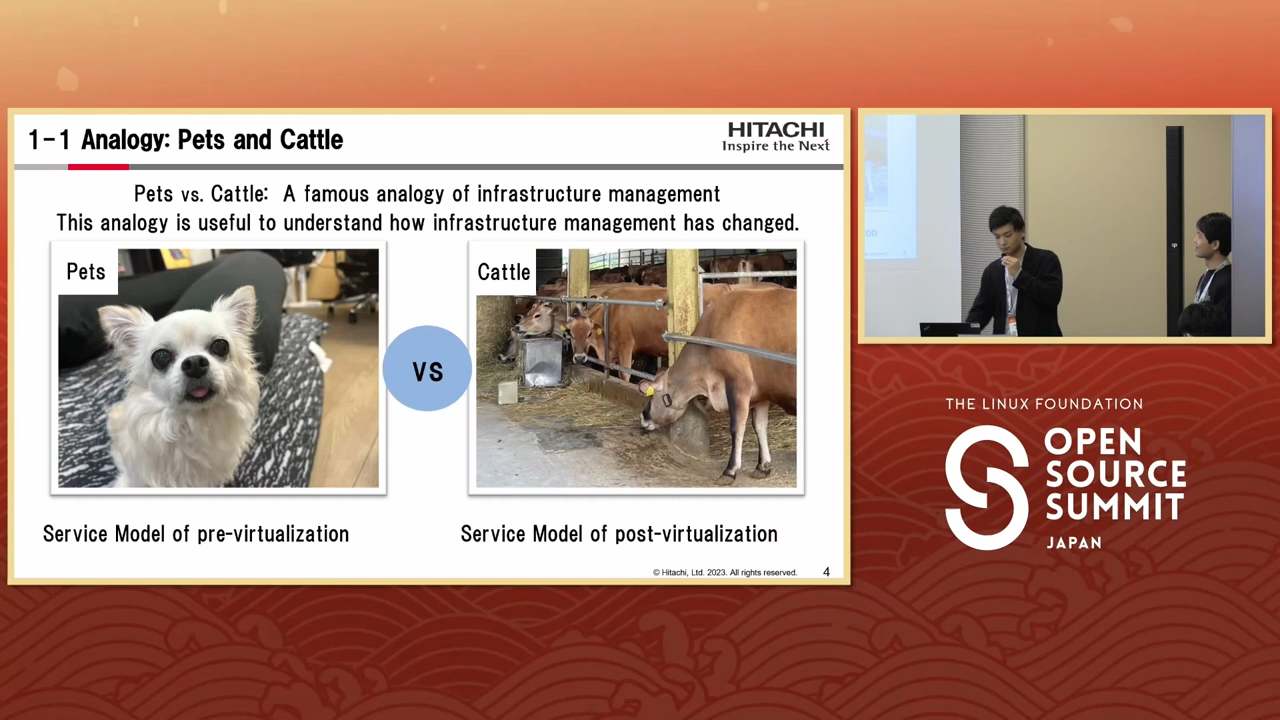 1-1 Analogy: Pets and Cattle
HITACHI
Inspire the Next
Pets vs. Cattle: A famous analogy of infrastructure management
This analogy is useful to understand how infrastructure management has changed.
Pets
VS
Cattle
Service Model of pre-virtualization
Service Model of post-virtualization
© Hitachi, Ltd. 2023. All rights reserved.
4
THE LINUX FOUNDATION
OPEN
SOURCE
SUMMIT
JAPAN